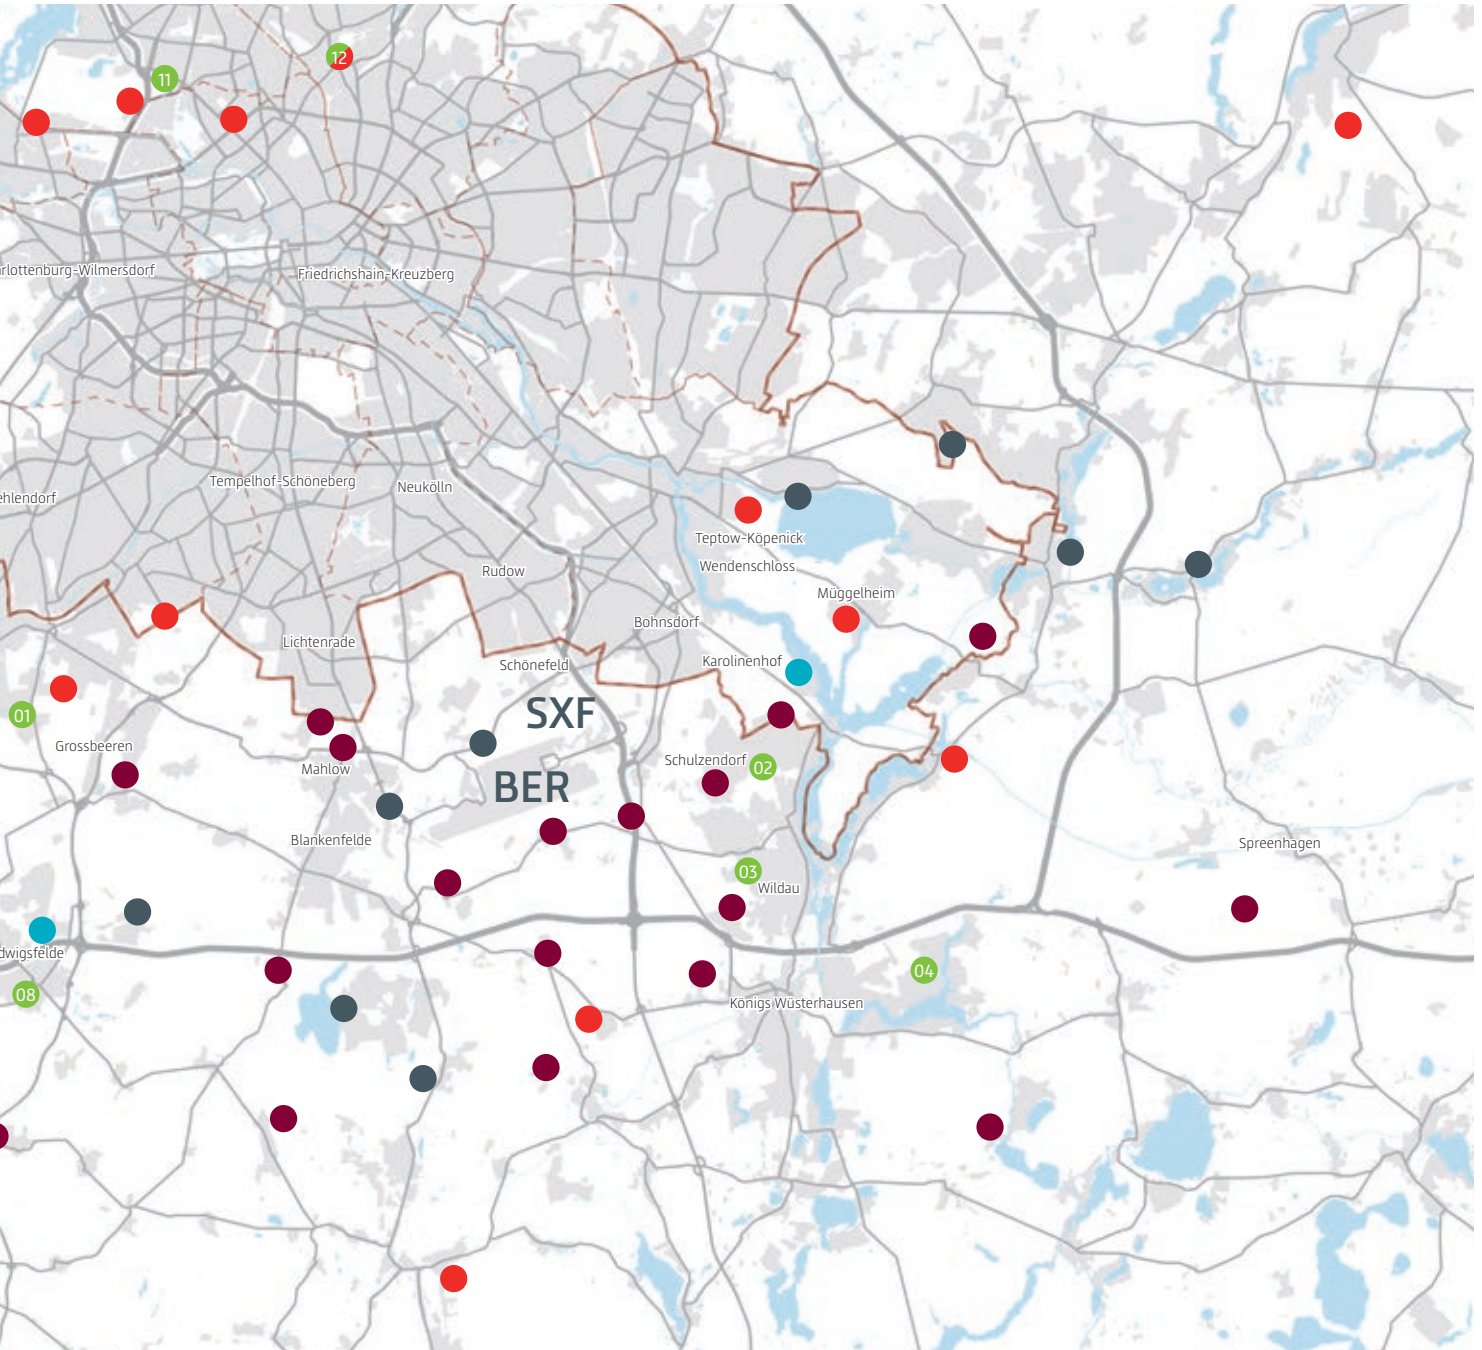 12
11
rlottenburg-Wilmersdorf
Friedrichshain-Kreuzberg
Tempelhof-Schöneberg
Neukölln
ehlendorf
Teptow-Köpenick
Wendenschloss
Rudow
Müggelheim
Bohnsdorf
Lichtenrade
Karolinenhof
Schönefeld
01
SXF
Grossbeeren
Schulzendorf
02
Mahlow
BER
Blankenfelde
Spreenhagen
03
Wildau
dwigsfelde
04
08
Königs Wüsterhausen